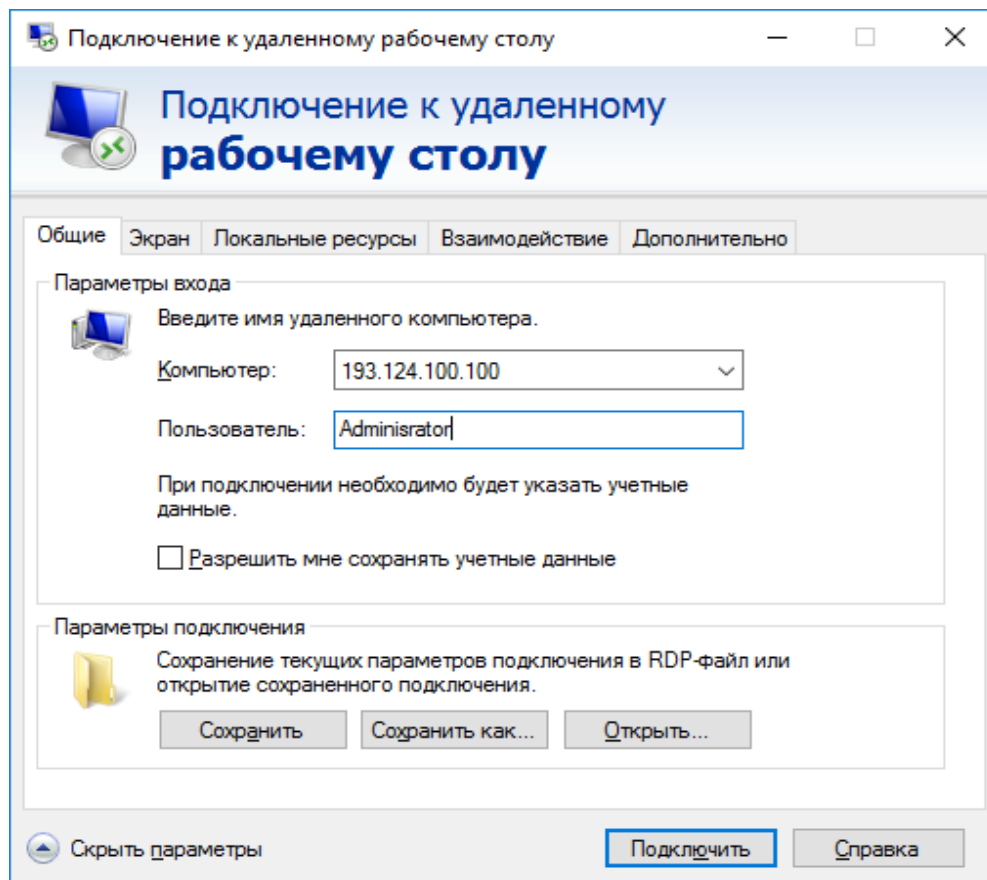 Подключение к удаленному рабочему столу
Подключение к удаленному
рабочему столу
Общие Экран Локальные ресурсы Взаимодействие Дополнительно
Параметры входа
Введите имя удаленного компьютера.
Компьютер: 193.124.100.100
Пользователь: Adminisrator
При подключении необходимо будет указать учетные
данные.
Разрешить мне сохранять учетные данные
Параметры подключения
Сохранение текущих параметров подключения в RDP-файл или
открытие сохраненного подключения.
Сохранить Сохранить как... Открыть...
Скрыть параметры Подключить Справка